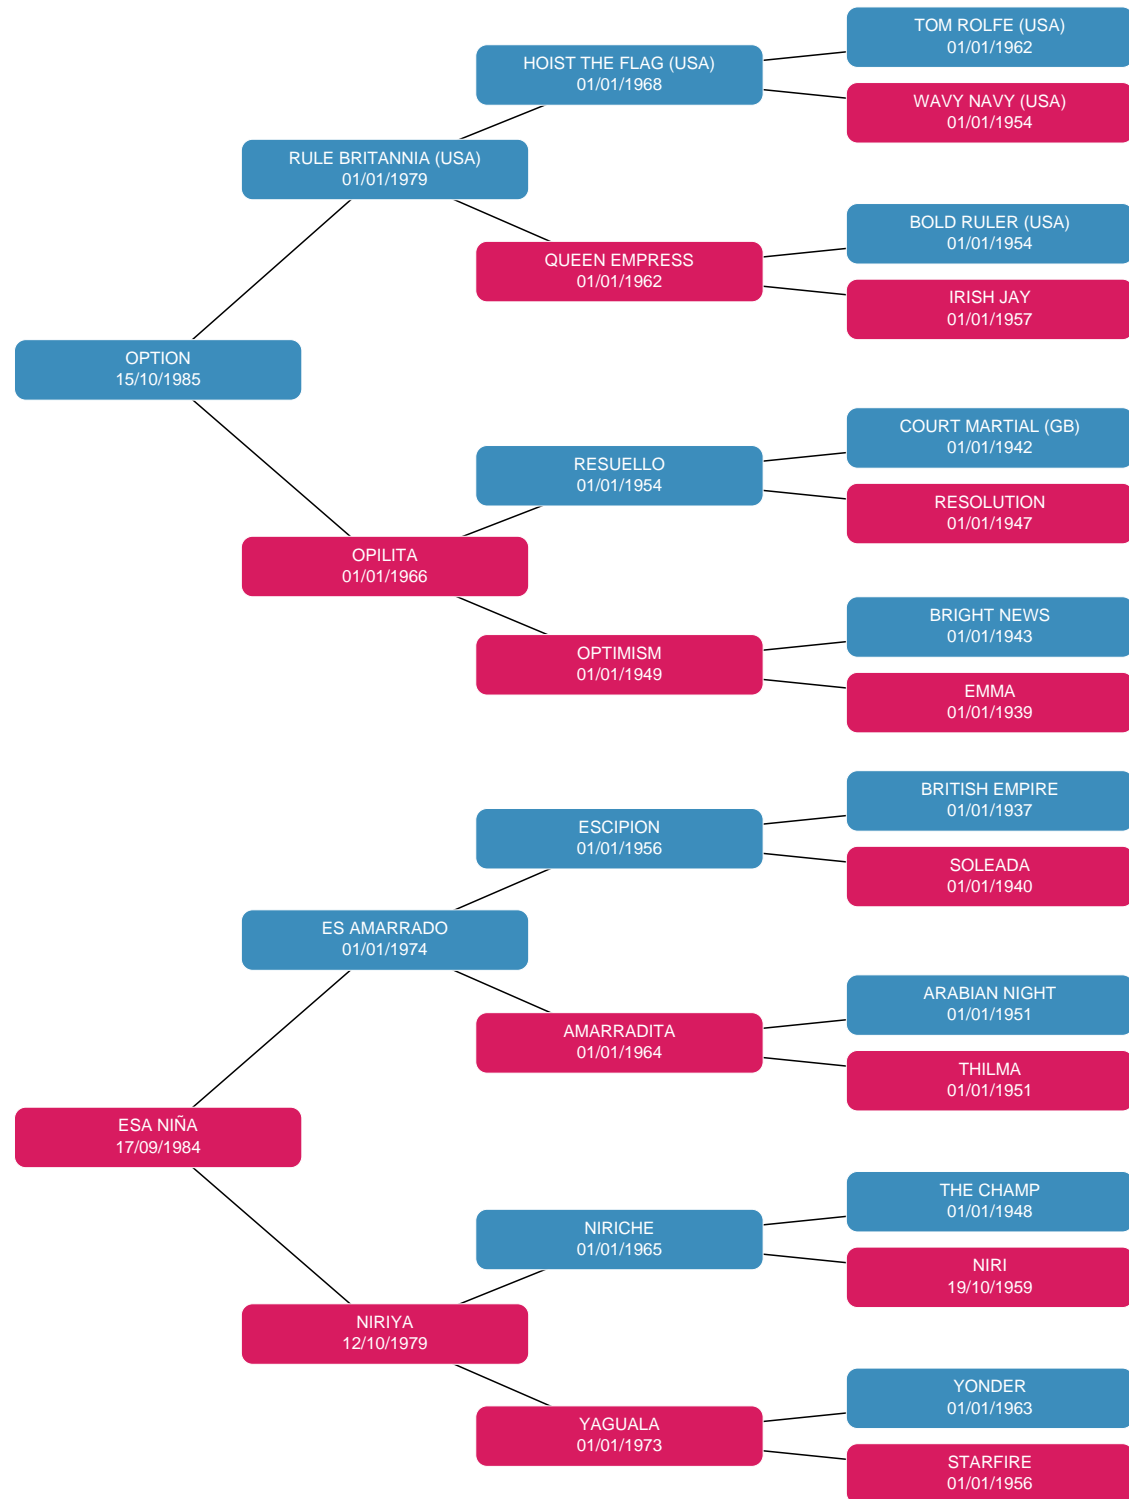 TOM ROLFE (USA)
01/01/1962
HOIST THE FLAG (USA)
01/01/1968
WAVY NAVY (USA)
01/01/1954
RULE BRITANNIA (USA)
01/01/1979
BOLD RULER (USA)
01/01/1954
QUEEN EMPRESS
01/01/1962
IRISH JAY
01/01/1957
OPTION
15/10/1985
COURT MARTIAL (GB)
01/01/1942
RESUELLO
01/01/1954
RESOLUTION
01/01/1947
OPILITA
01/01/1966
BRIGHT NEWS
01/01/1943
OPTIMISM
01/01/1949
EMMA
01/01/1939
BRITISH EMPIRE
01/01/1937
ESCIPION
01/01/1956
SOLEADA
01/01/1940
ES AMARRADO
01/01/1974
ARABIAN NIGHT
01/01/1951
AMARRADITA
01/01/1964
THILMA
01/01/1951
ESA NIÑA
17/09/1984
THE CHAMP
01/01/1948
NIRICHE
01/01/1965
NIRI
19/10/1959
NIRIYA
12/10/1979
YONDER
01/01/1963
YAGUALA
01/01/1973
STARFIRE
01/01/1956